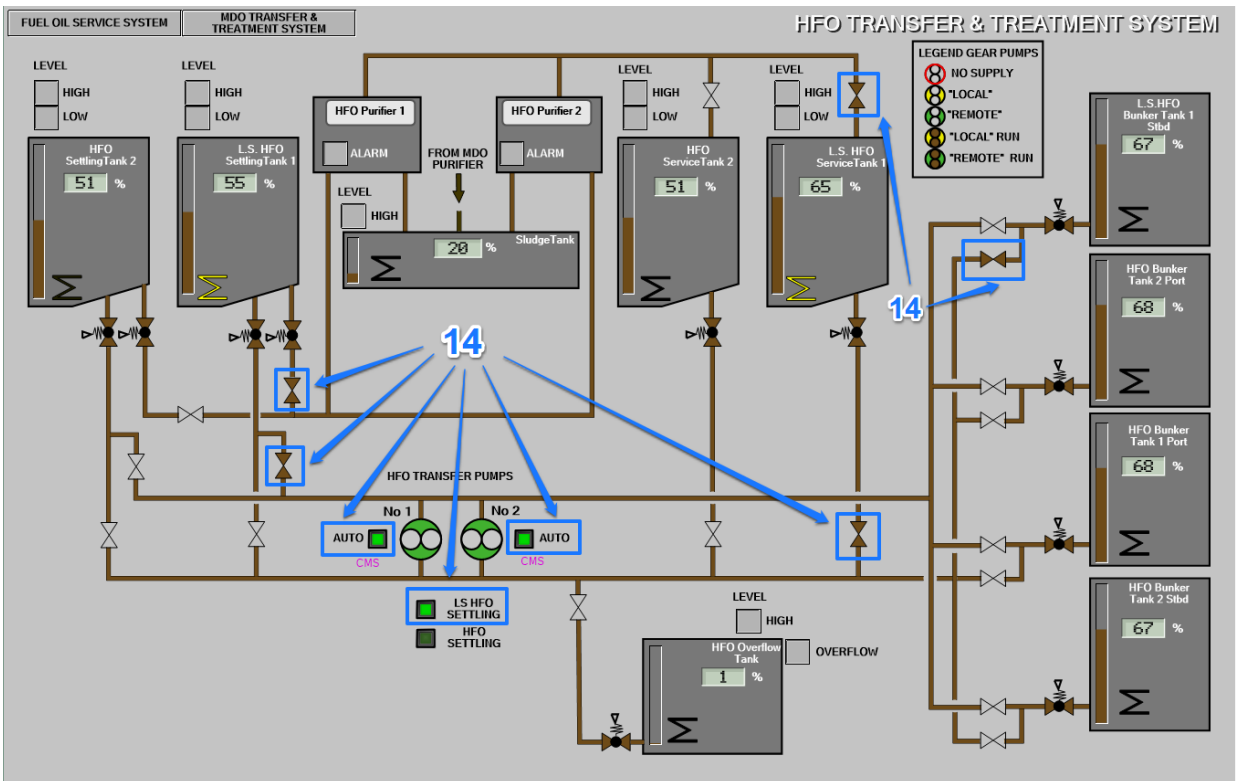 FUEL OIL SERVICE SYSTEM
MDO TRANSFER &
TREATMENT SYSTEM
HFO TRANSFER & TREATMENT SYSTEM
LEVEL
HIGH
LOW
LEVEL
HIGH
LOW
HFO Purifier 1
ALARM
HFO Purifier 2
ALARM
FROM MDO
PURIFIER
LEVEL
HIGH
LEVEL
HIGH
LOW
LEVEL
HIGH
LOW
LEGEND GEAR PUMPS
NO SUPPLY
"LOCAL"
"REMOTE"
"LOCAL" RUN
"REMOTE" RUN
L.S.HFO
Bunker Tank 1
Stbd
67 %
HFO
SettlingTank 2
51 %
L.S. HFO
SettlingTank 1
55 %
SludgeTank
20 %
HFO
ServiceTank 2
51 %
L.S. HFO
ServiceTank 1
65 %
HFO Bunker
Tank 2 Port
68 %
14
14
HFO Bunker
Tank 1 Port
68 %
HFO TRANSFER PUMPS
No 1
No 2
AUTO
CMS
AUTO
CMS
LS HFO
SETTLING
HFO
SETTLING
LEVEL
HIGH
OVERFLOW
HFO Overflow
Tank
1 %
HFO Bunker
Tank 2 Stbd
67 %